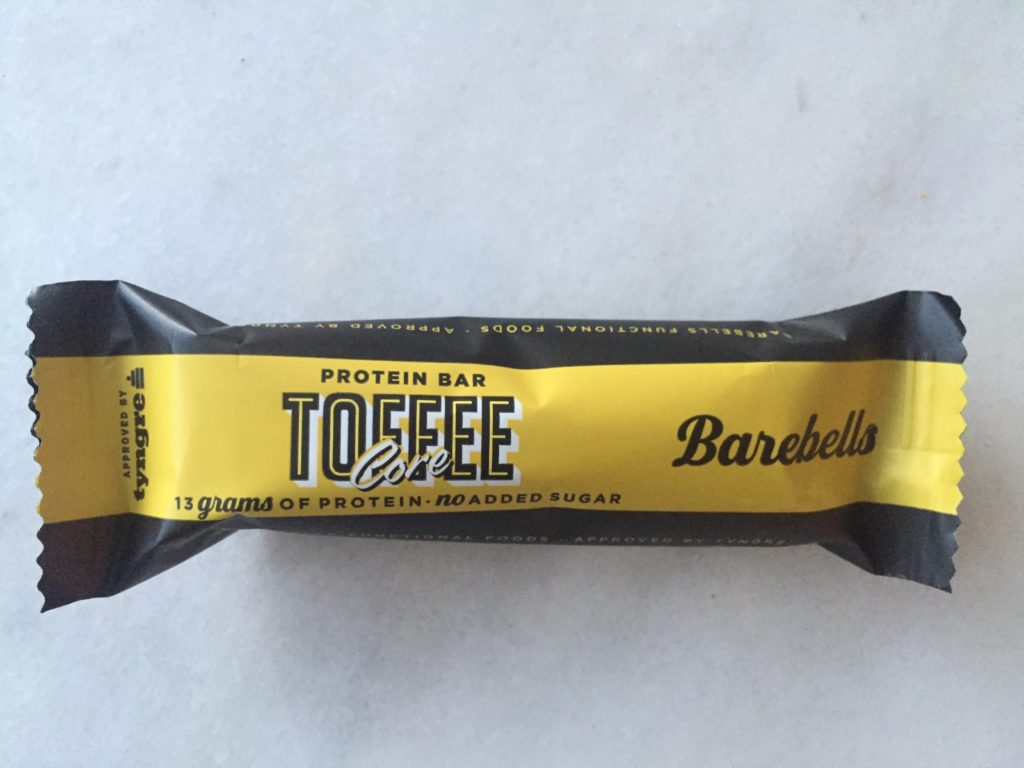 BAREBELLS FUNCTIONAL FOODS · APPROVED BY TYNG
PROTEIN BAR
TOFFEE
Core
13 grams OF PROTEIN · no ADDED SUGAR
APPROVED BY
tyngre
Barebells
FUNCTIONAL FOODS · APPROVED BY TYNGRE